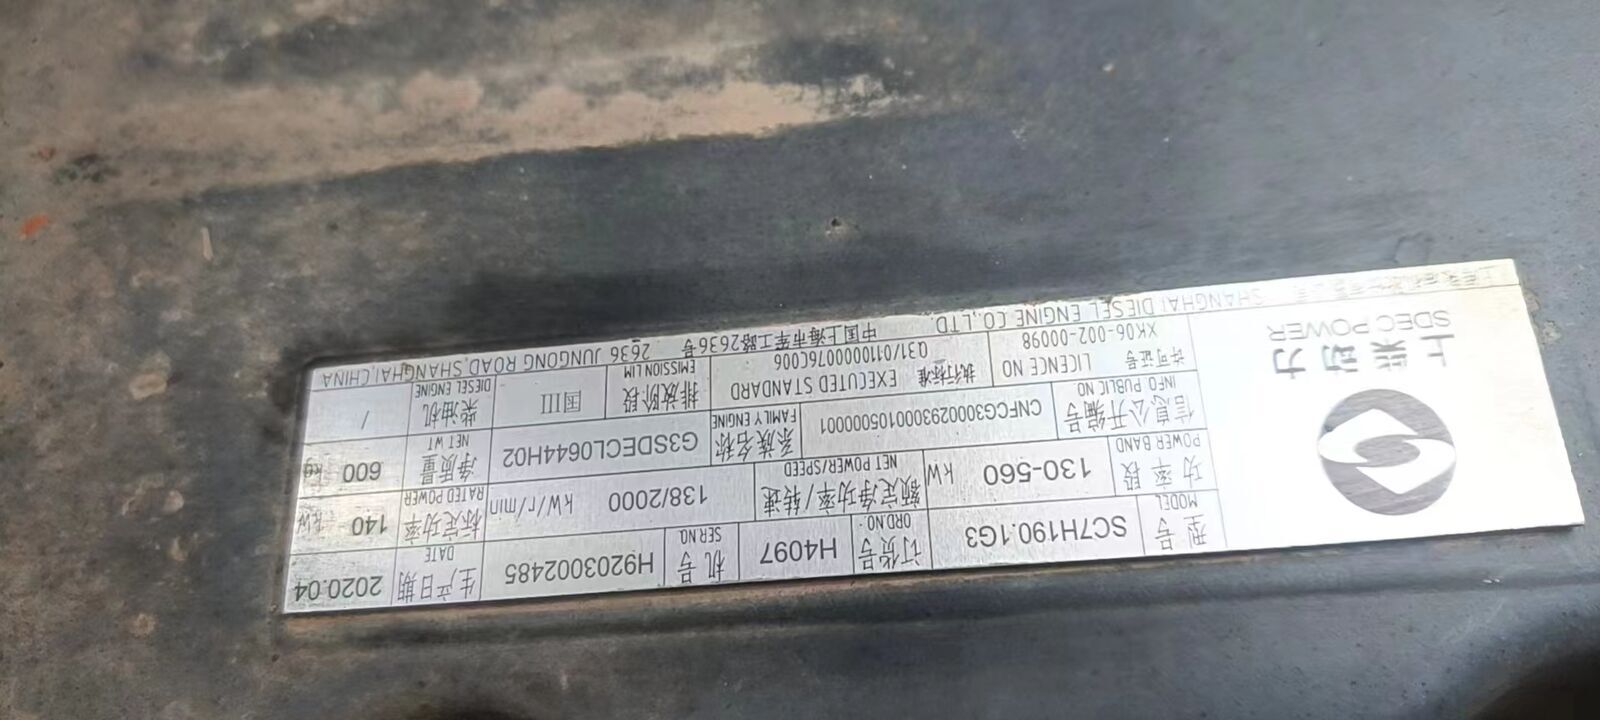 上柴动力
SDEC POWER
型号 MODEL SC7H190.1G3 订货号 ORD.NO. H4097 机号 SER.NO. H9203002485 生产日期 DATE 2020.04
功率段 POWER BAND 130-560 kW 额定净功率/转速 NET POWER/SPEED 138/2000 kW/r/min 标定功率 RATED POWER 140 kW
信息公开编号 INFO PUBLIC NO CNFCG300029300010500001 系族名称 FAMILY ENGINE G3SDECL0644H02 净质量 NET WT 600 kg
许可证号 LICENCE NO XK06-002-00098 执行标准 EXECUTED STANDARD Q31/0110000076C006 排放阶段 EMISSION LIM 国III 柴油机 DIESEL ENGINE /
SHANGHAI DIESEL ENGINE CO.,LTD. 中国上海市军工路2636号 2636 JUNGONG ROAD,SHANGHAI,CHINA